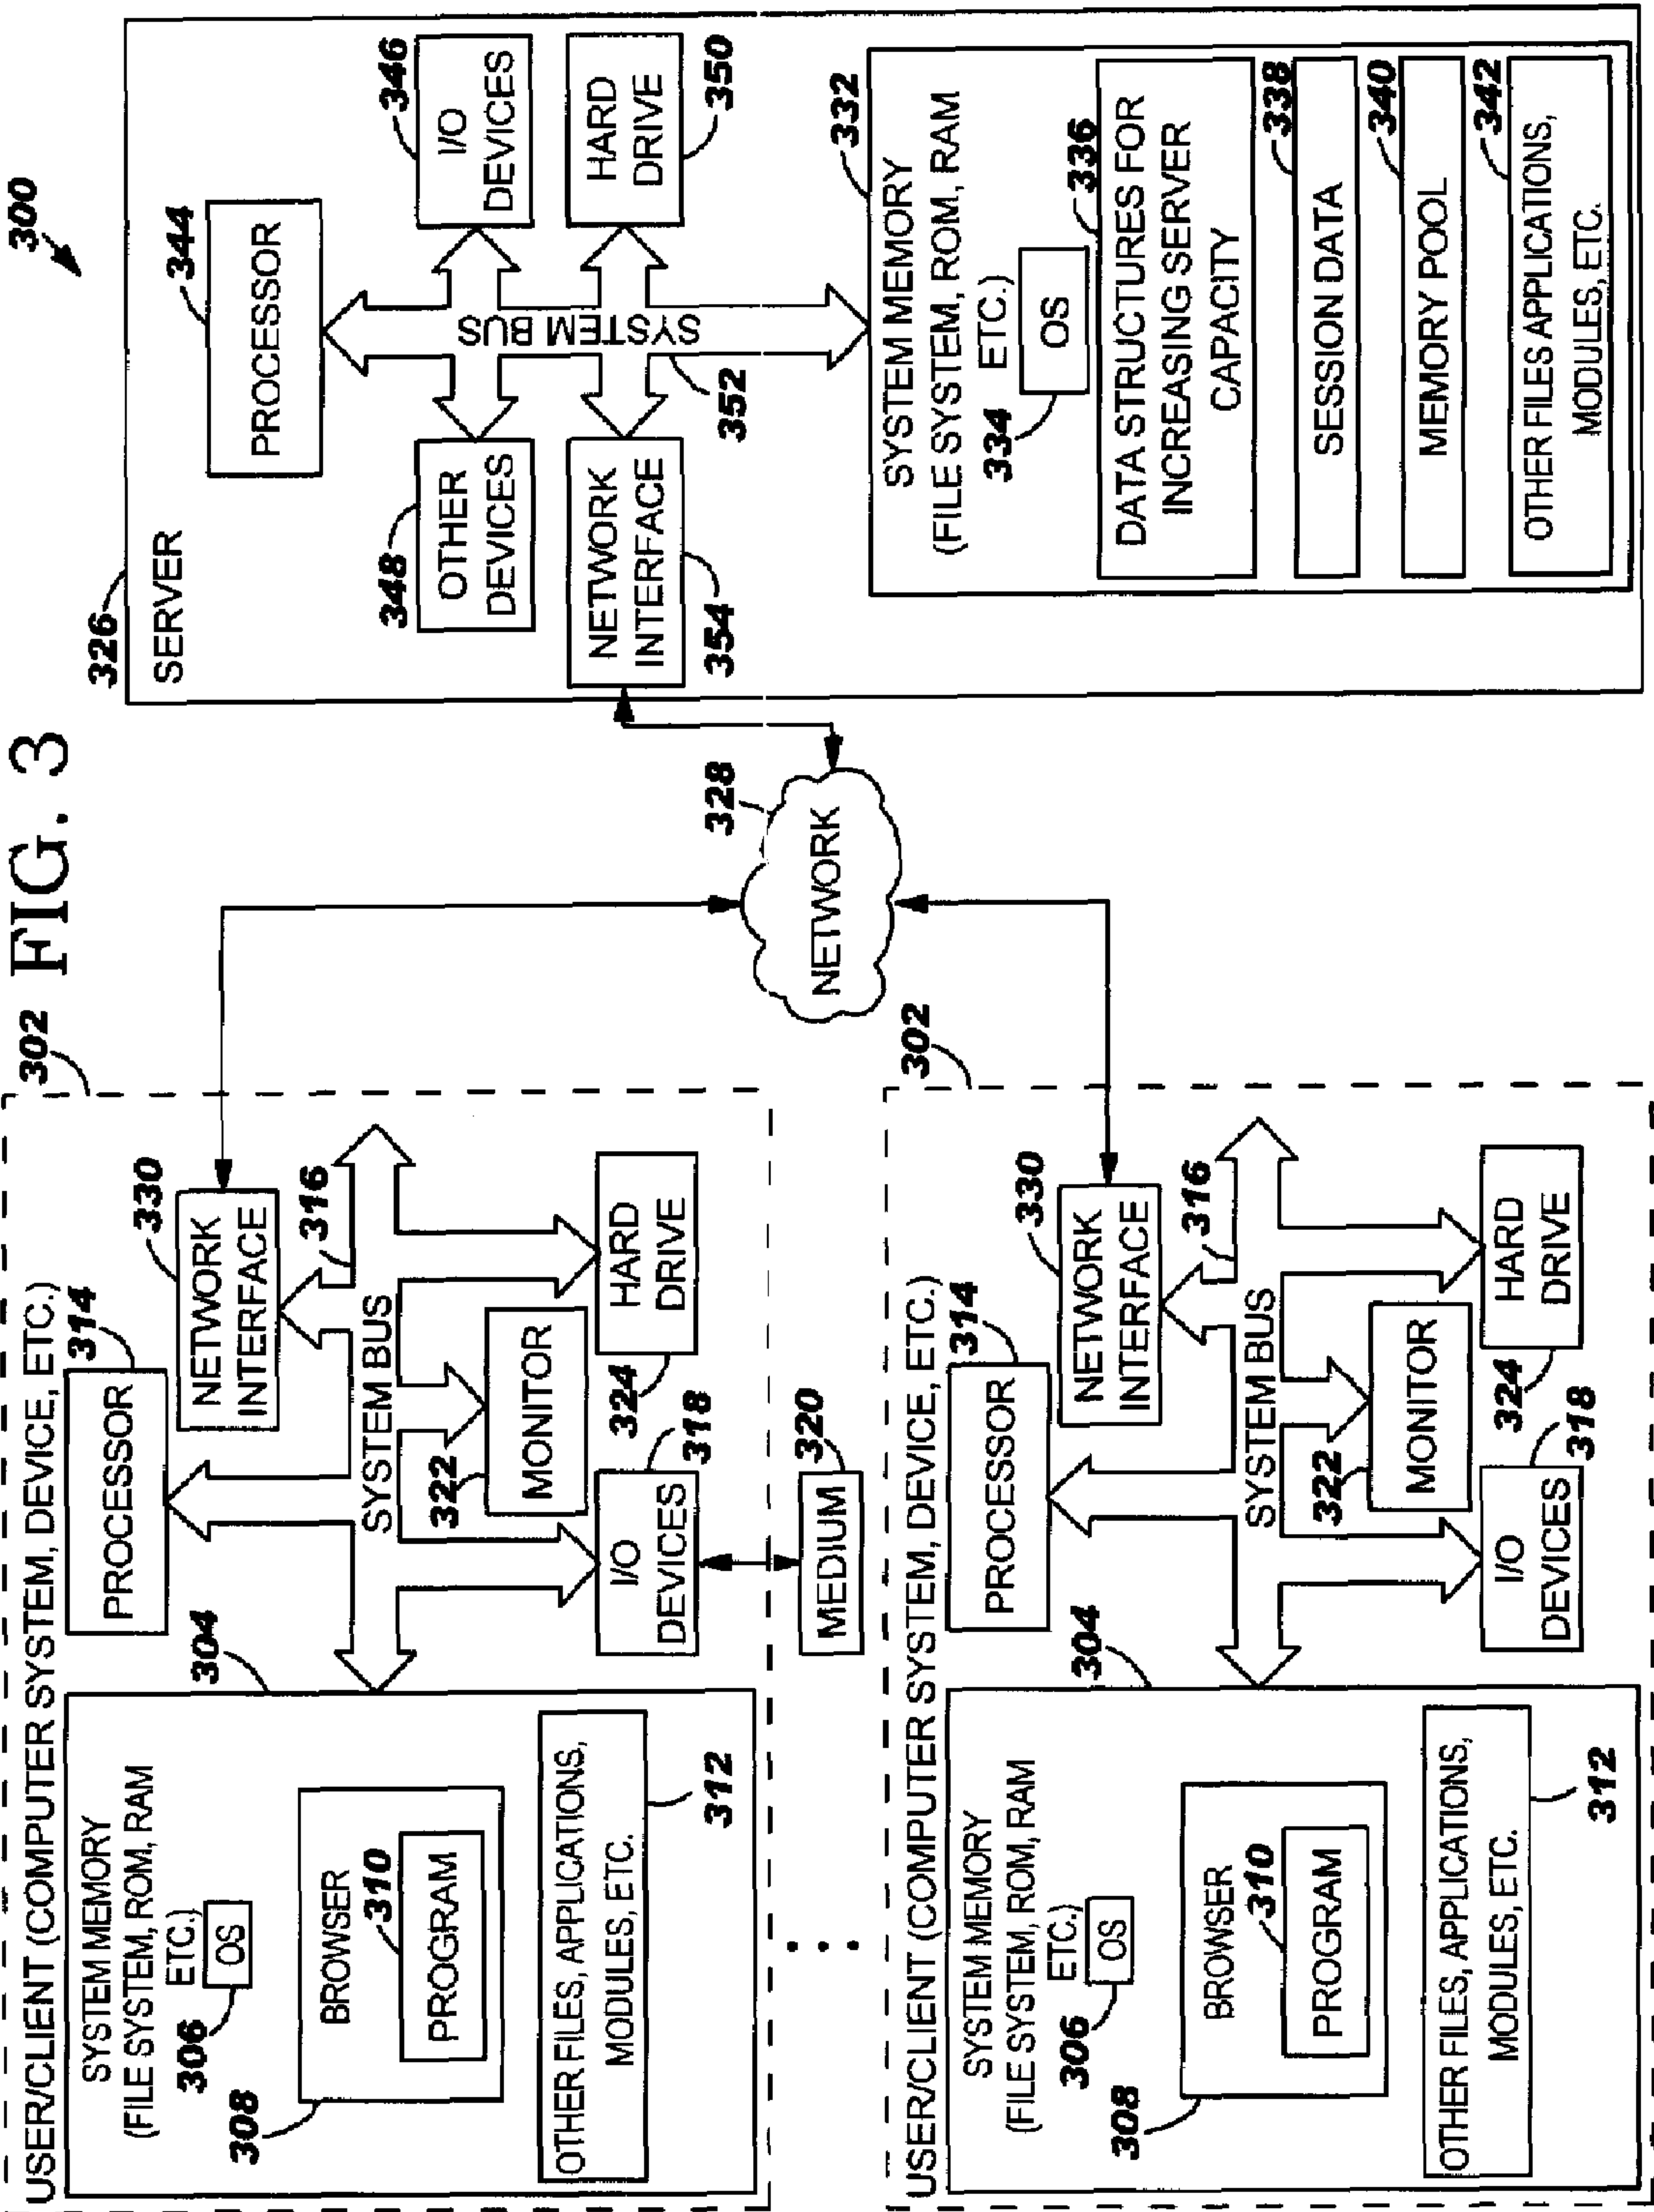 FIG. 3
300
302
USER/CLIENT (COMPUTER SYSTEM, DEVICE, ETC.)
SYSTEM MEMORY
(FILE SYSTEM, ROM, RAM
ETC.)
304
306
OS
308
BROWSER
310
PROGRAM
OTHER FILES, APPLICATIONS,
MODULES, ETC.
312
PROCESSOR
314
NETWORK
INTERFACE
330
316
SYSTEM BUS
322
MONITOR
I/O
DEVICES
318
324
HARD
DRIVE
MEDIUM
320
302
USER/CLIENT (COMPUTER SYSTEM, DEVICE, ETC.)
SYSTEM MEMORY
(FILE SYSTEM, ROM, RAM
ETC.)
304
306
OS
308
BROWSER
310
PROGRAM
OTHER FILES, APPLICATIONS,
MODULES, ETC.
312
PROCESSOR
314
NETWORK
INTERFACE
330
316
SYSTEM BUS
322
MONITOR
I/O
DEVICES
318
324
HARD
DRIVE
328
NETWORK
326
SERVER
PROCESSOR
344
348
OTHER
DEVICES
I/O
DEVICES
346
NETWORK
INTERFACE
354
SYSTEM BUS
352
HARD
DRIVE
350
SYSTEM MEMORY
(FILE SYSTEM, ROM, RAM
ETC.)
332
334
OS
336
DATA STRUCTURES FOR
INCREASING SERVER
CAPACITY
338
SESSION DATA
340
MEMORY POOL
342
OTHER FILES APPLICATIONS,
MODULES, ETC.